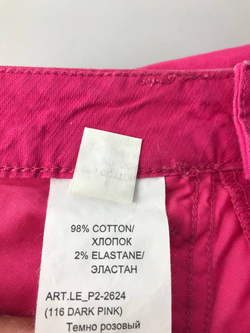 98% COTTON/
ХЛОПОК
2% ELASTANE/
ЭЛАСТАН
ART.LE_P2-2624
(116 DARK PINK)
Темно розовый